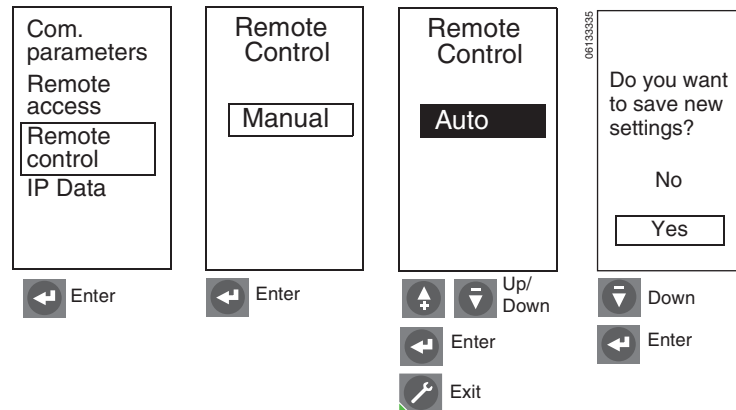 Com.
parameters
Remote
access
Remote
control
IP Data
Enter
Remote
Control
Manual
Enter
Remote
Control
Auto
Up/
Down
Enter
Exit
06133335
Do you want
to save new
settings?
No
Yes
Down
Enter